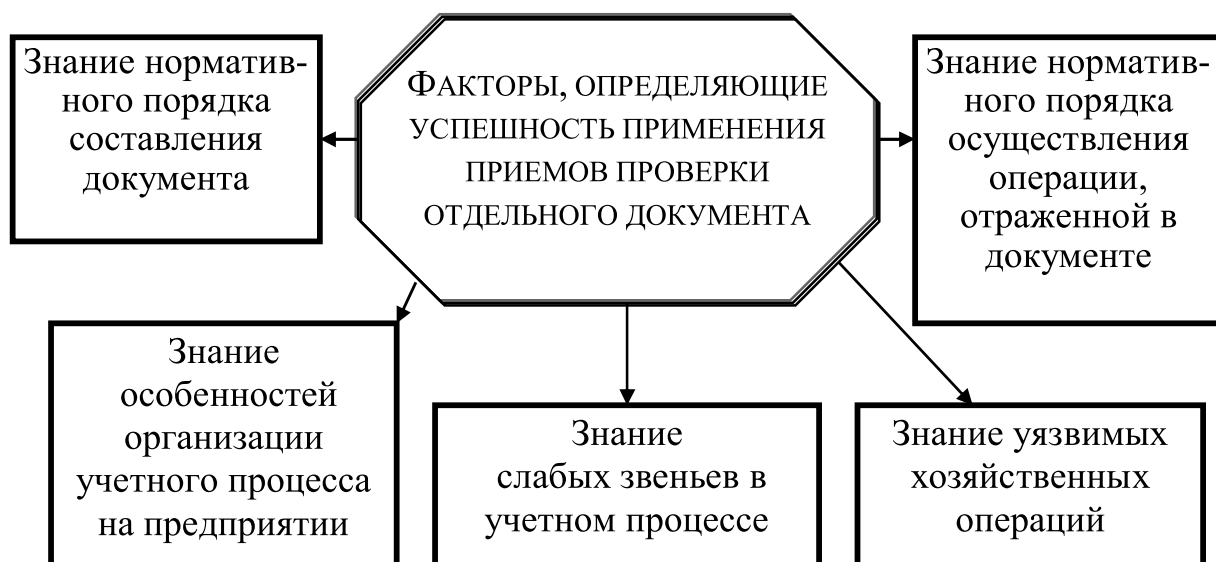 Знание норматив-
ного порядка
составления
документа
ФАКТОРЫ, ОПРЕДЕЛЯЮЩИЕ
УСПЕШНОСТЬ ПРИМЕНЕНИЯ
ПРИЕМОВ ПРОВЕРКИ
ОТДЕЛЬНОГО ДОКУМЕНТА
Знание норматив-
ного порядка
осуществления
операции,
отраженной в
документе
Знание
особенностей
организации
учетного процесса
на предприятии
Знание
слабых звеньев в
учетном процессе
Знание уязвимых
хозяйственных
операций